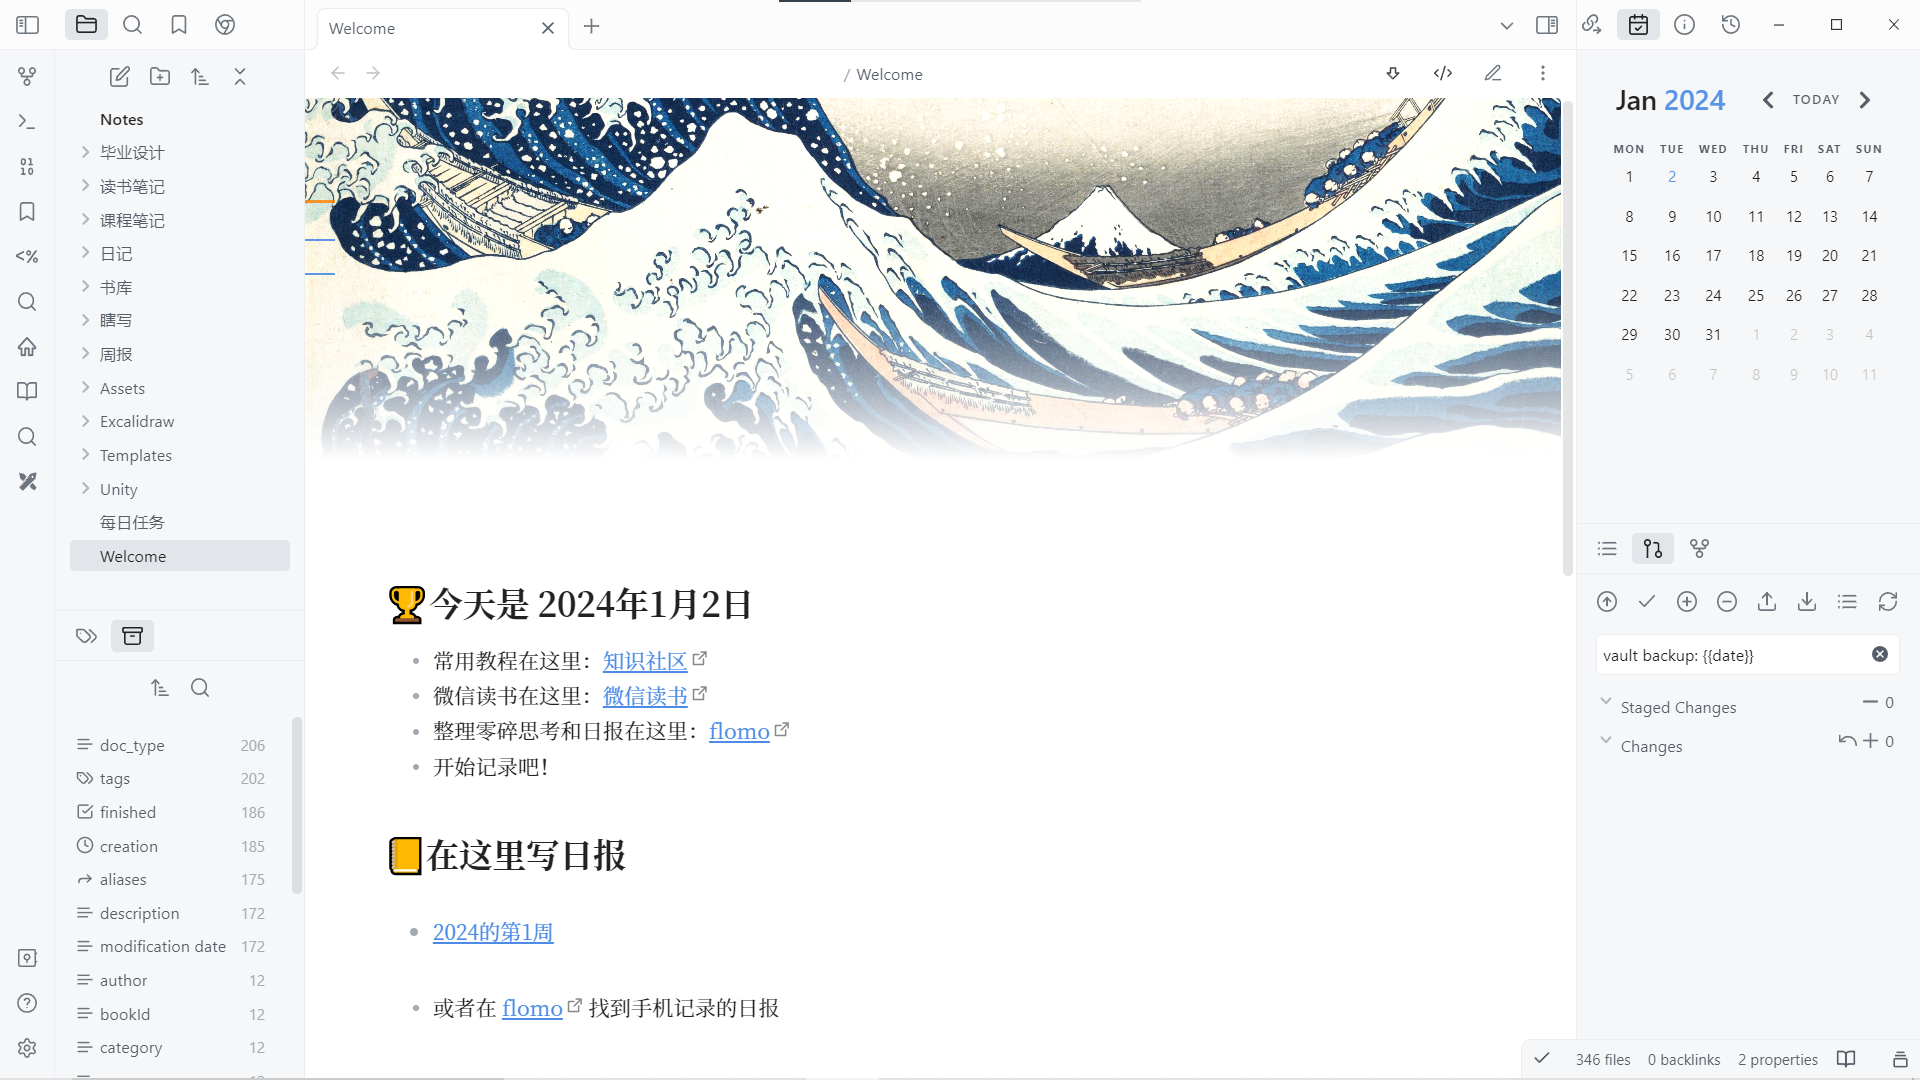 Welcome
/ Welcome
Notes
毕业设计
读书笔记
课程笔记
日记
书库
瞎写
周报
Assets
Excalidraw
Templates
Unity
每日任务
Welcome
doc_type 206
tags 202
finished 186
creation 185
aliases 175
description 172
modification date 172
author 12
bookId 12
category 12
🏆今天是 2024年1月2日
常用教程在这里：知识社区
微信读书在这里：微信读书
整理零碎思考和日报在这里：flomo
开始记录吧！
📒在这里写日报
2024的第1周
或者在 flomo 找到手机记录的日报
Jan 2024 TODAY
MON TUE WED THU FRI SAT SUN
1 2 3 4 5 6 7
8 9 10 11 12 13 14
15 16 17 18 19 20 21
22 23 24 25 26 27 28
29 30 31 1 2 3 4
5 6 7 8 9 10 11
vault backup: {{date}}
Staged Changes 0
Changes 0
346 files 0 backlinks 2 properties